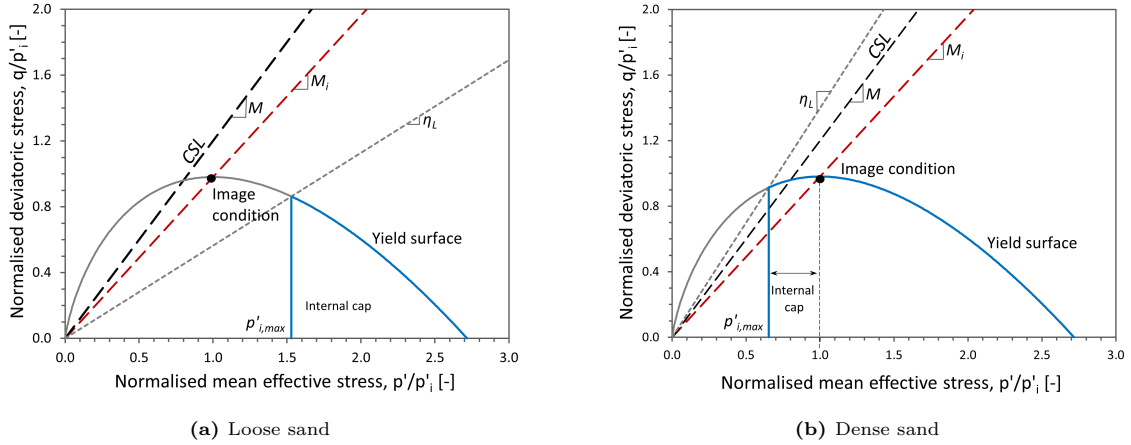 Normalised deviatoric stress, q/p'i [-]
2.0
1.6
1.2
0.8
0.4
0.0
CSL
M
Mi
ηL
Image
condition
Yield surface
Internal cap
p'i,max
0.0
0.5
1.0
1.5
2.0
2.5
3.0
Normalised mean effective stress, p'/p'i [-]
(a) Loose sand
Normalised deviatoric stress, q/p'i [-]
2.0
1.6
1.2
0.8
0.4
0.0
CSL
Mi
ηL
M
Image condition
Yield surface
Internal
cap
p'i,max
0.0
0.5
1.0
1.5
2.0
2.5
3.0
Normalised mean effective stress, p'/p'i [-]
(b) Dense sand